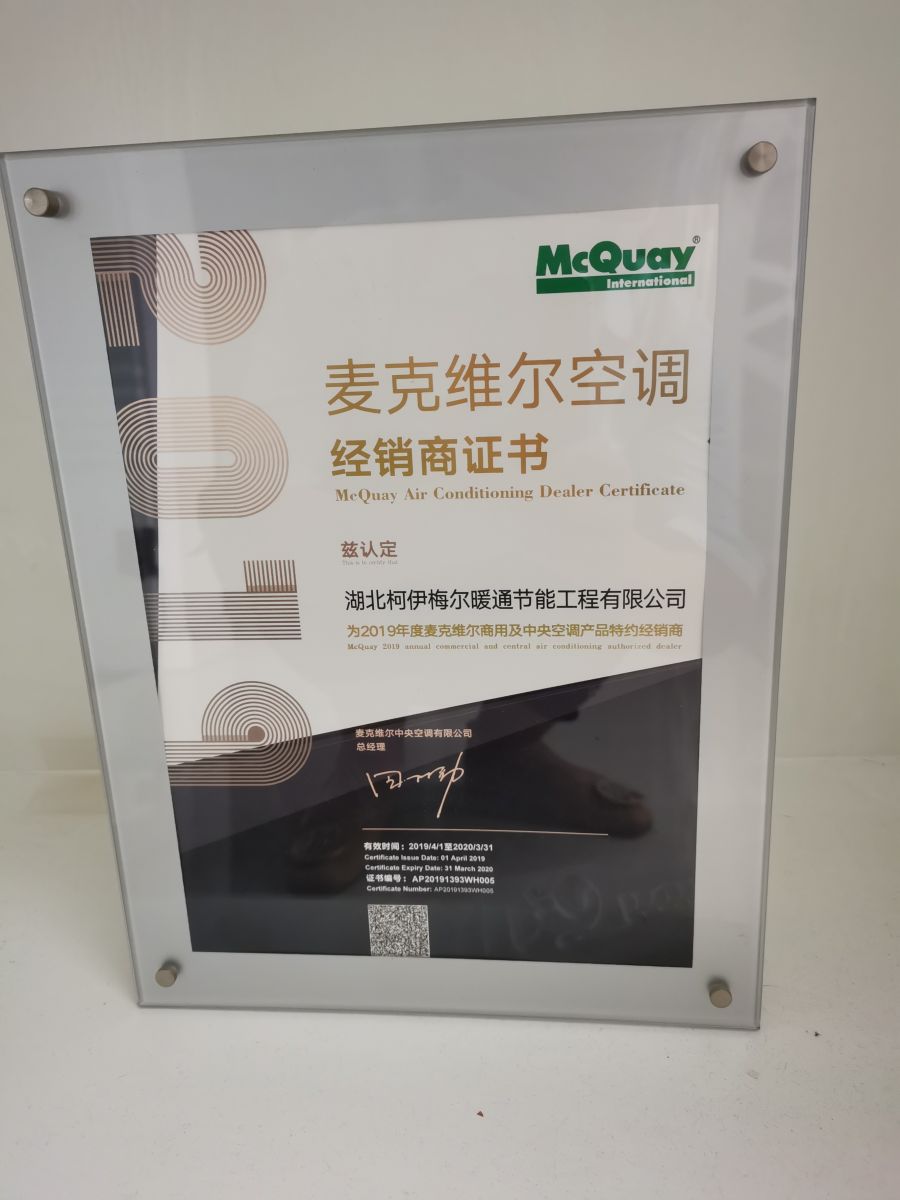 McQuay®
International
麦克维尔空调
经销商证书
McQuay Air Conditioning Dealer Certificate
兹认定
This is to certify that
湖北柯伊梅尔暖通节能工程有限公司
为2019年度麦克维尔商用及中央空调产品特约经销商
McQuay 2019 annual commercial and central air conditioning authorized dealer
麦克维尔中央空调有限公司
总经理
有效时间：2019/4/1至2020/3/31
Certificate Issue Date: 01 April 2019
Certificate Expiry Date: 31 March 2020
证书编号：AP20191393WH005
Certificate Number: AP20191393WH005
2019